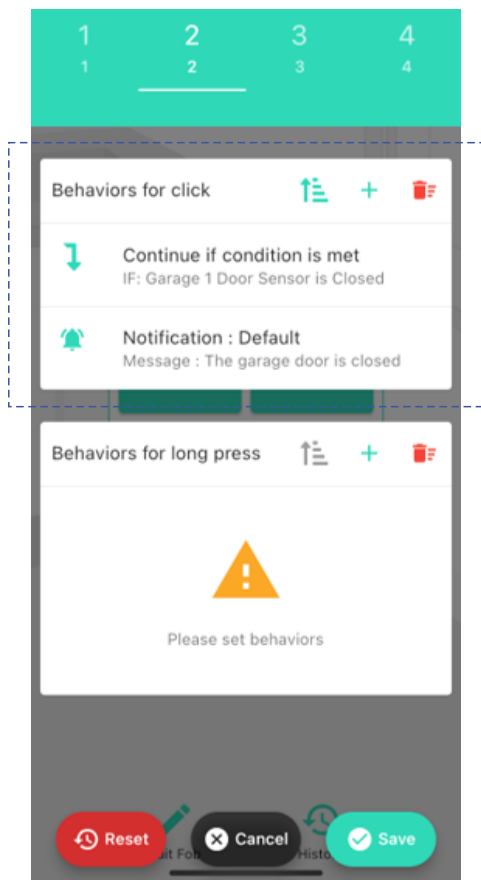 1 2 3 4
1 2 3 4
Behaviors for click
Continue if condition is met
IF: Garage 1 Door Sensor is Closed
Notification : Default
Message : The garage door is closed
Behaviors for long press
Please set behaviors
Reset Cancel Save